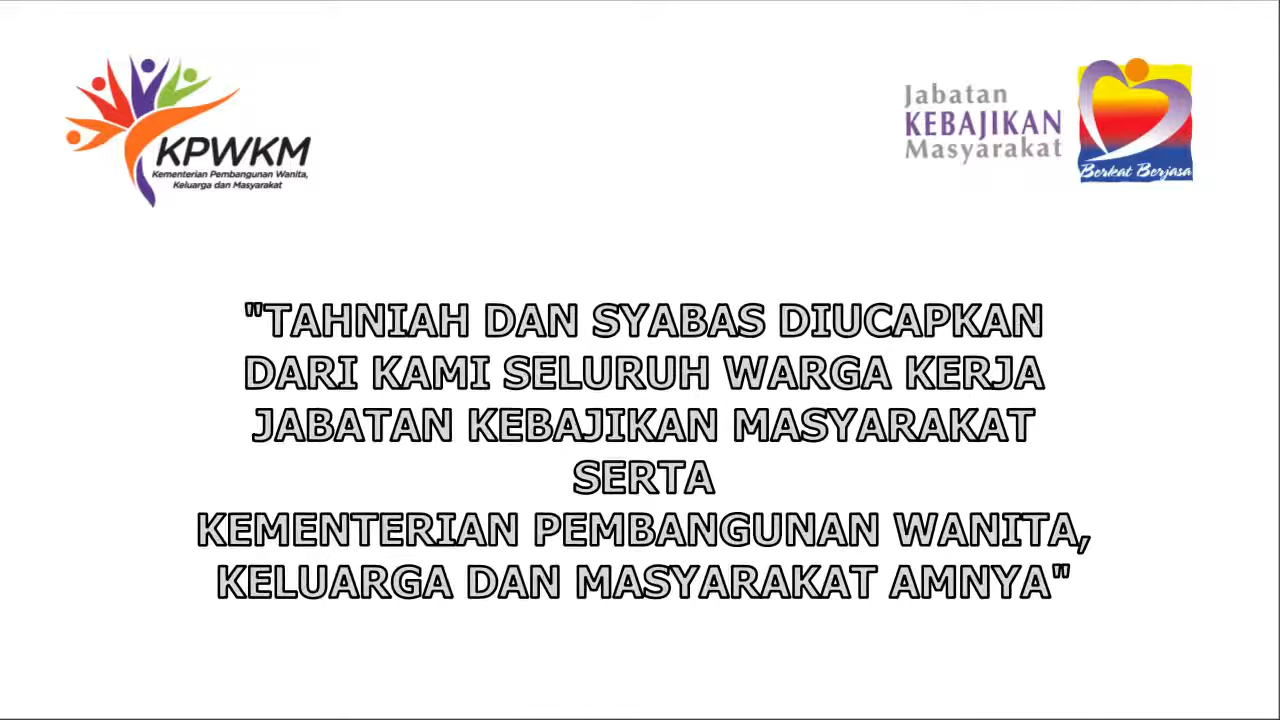 KPWKM
Kementerian Pembangunan Wanita,
Keluarga dan Masyarakat
Jabatan
KEBAJIKAN
Masyarakat
Berkat Berjasa
"TAHNIAH DAN SYABAS DIUCAPKAN
DARI KAMI SELURUH WARGA KERJA
JABATAN KEBAJIKAN MASYARAKAT
SERTA
KEMENTERIAN PEMBANGUNAN WANITA,
KELUARGA DAN MASYARAKAT AMNYA"